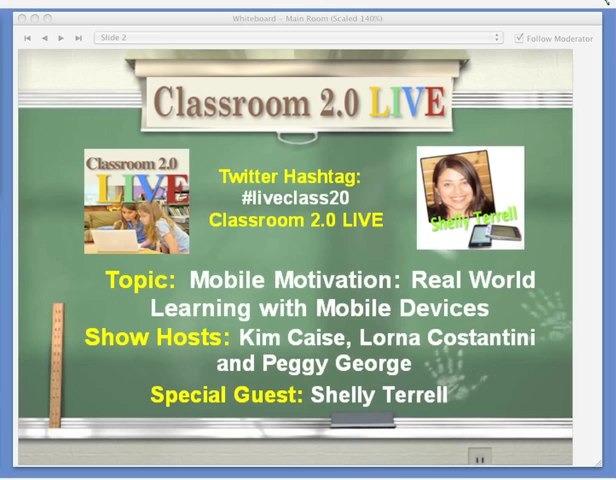 Whiteboard – Main Room (Scaled 140%)
Slide 2
Follow Moderator
Classroom 2.0 LIVE
Classroom 2.0
LIVE
Twitter Hashtag:
#liveclass20
Classroom 2.0 LIVE
Shelly Terrell
Topic: Mobile Motivation: Real World
Learning with Mobile Devices
Show Hosts: Kim Caise, Lorna Costantini
and Peggy George
Special Guest: Shelly Terrell